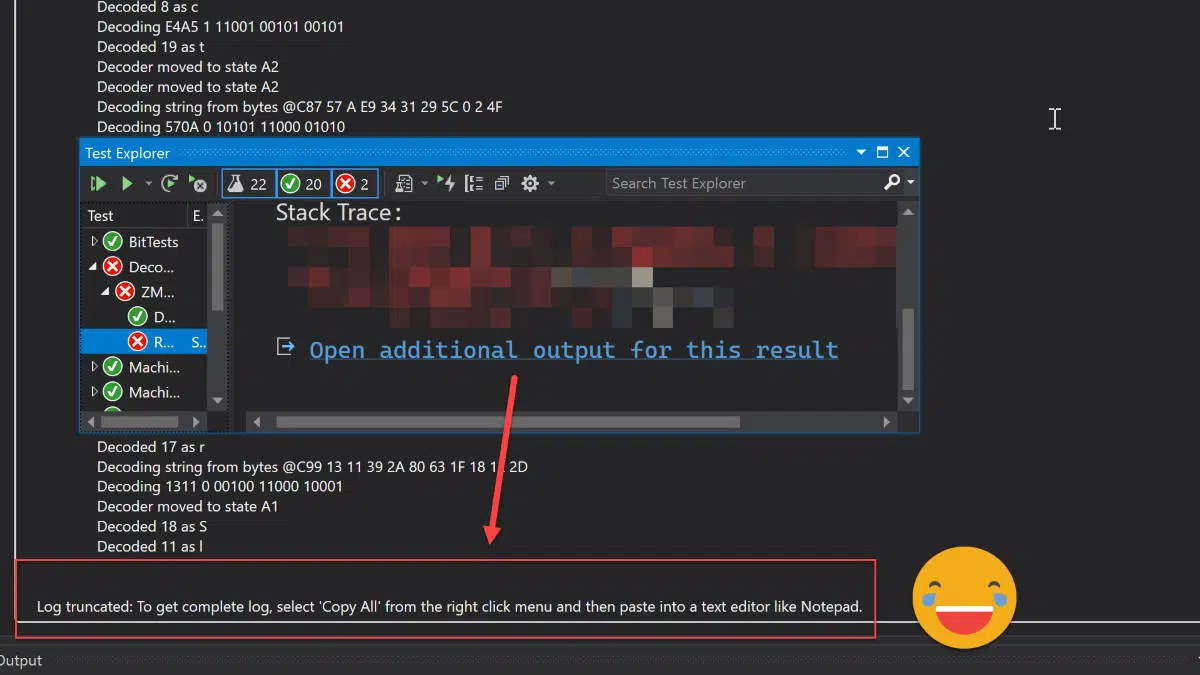 Decoded 8 as c
Decoding E4A5 1 11001 00101 00101
Decoded 19 as t
Decoder moved to state A2
Decoder moved to state A2
Decoding string from bytes @C87 57 A E9 34 31 29 5C 0 2 4F
Decoding 570A 0 10101 11000 01010
Test Explorer
22 20 2
Search Test Explorer
Test E.
Stack Trace:
BitTests
Deco...
ZM...
D...
R... S..
Machi...
Machi...
Open additional output for this result
Decoded 17 as r
Decoding string from bytes @C99 13 11 39 2A 80 63 1F 18 2D
Decoding 1311 0 00100 11000 10001
Decoder moved to state A1
Decoded 18 as S
Decoded 11 as l
Log truncated: To get complete log, select 'Copy All' from the right click menu and then paste into a text editor like Notepad.
Output